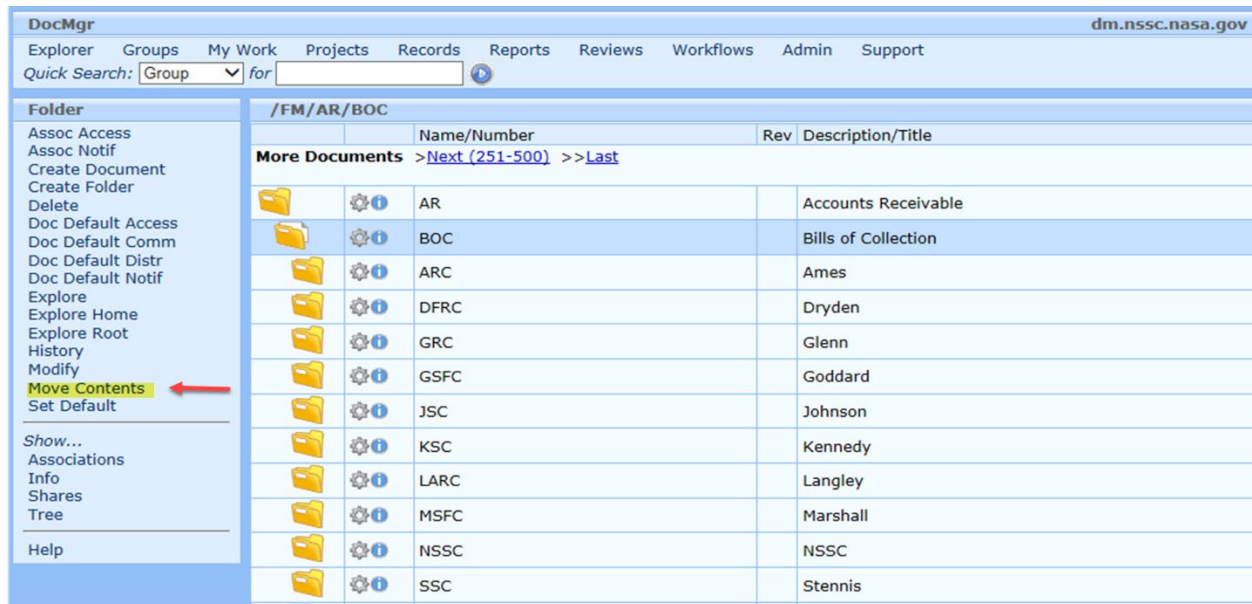 DocMgr dm.nssc.nasa.gov
Explorer Groups My Work Projects Records Reports Reviews Workflows Admin Support
Quick Search: Group for
Folder
Assoc Access
Assoc Notif
Create Document
Create Folder
Delete
Doc Default Access
Doc Default Comm
Doc Default Distr
Doc Default Notif
Explore
Explore Home
Explore Root
History
Modify
Move Contents
Set Default
Show...
Associations
Info
Shares
Tree
Help
/FM/AR/BOC
Name/Number Rev Description/Title
More Documents >Next (251-500) >>Last
AR Accounts Receivable
BOC Bills of Collection
ARC Ames
DFRC Dryden
GRC Glenn
GSFC Goddard
JSC Johnson
KSC Kennedy
LARC Langley
MSFC Marshall
NSSC NSSC
SSC Stennis